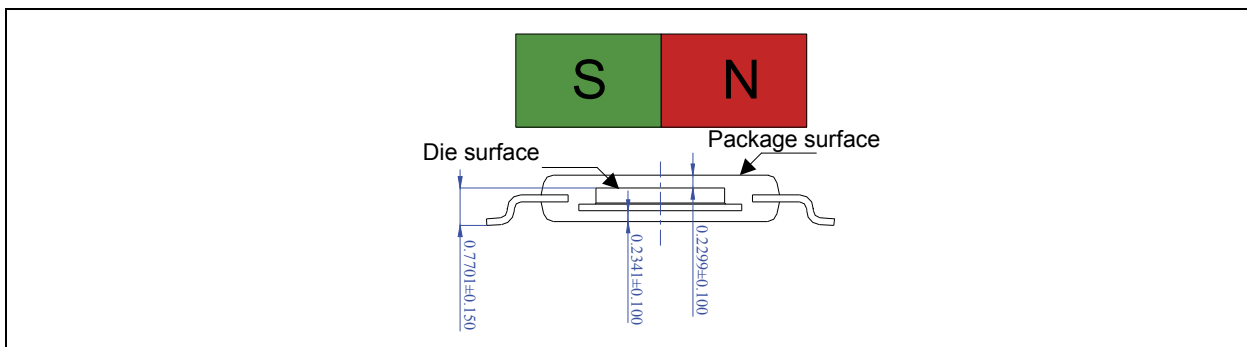 S N
Package surface
Die surface
0.7701±0.150
0.2341±0.100
0.2299±0.100